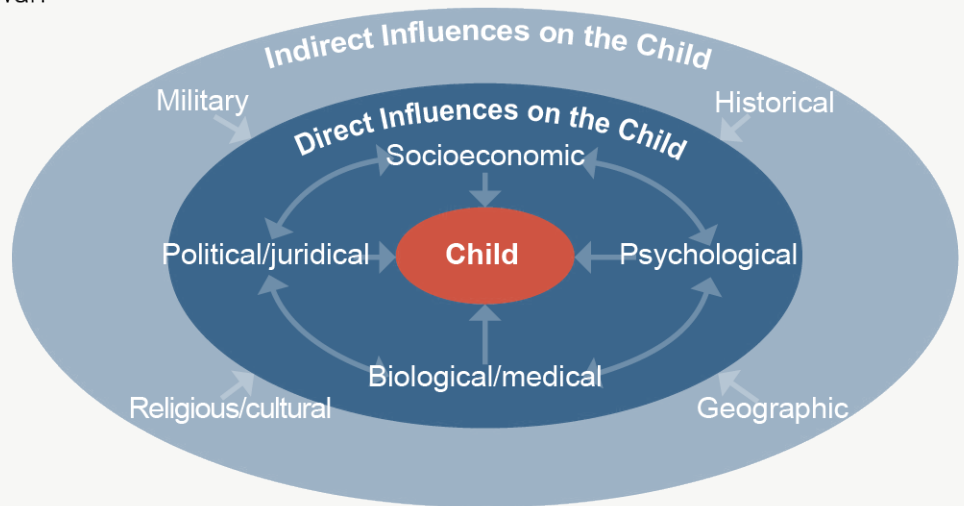 Indirect Influences on the Child
Military
Historical
Direct Influences on the Child
Socioeconomic
Political/juridical
Child
Psychological
Biological/medical
Religious/cultural
Geographic